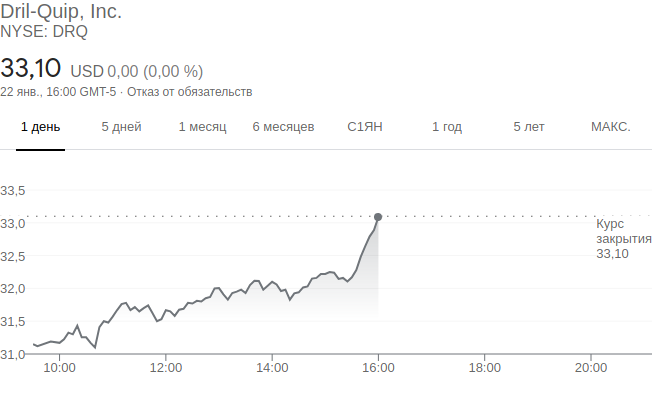 Dril-Quip, Inc.
NYSE: DRQ
33,10 USD 0,00 (0,00 %)
22 янв., 16:00 GMT-5 · Отказ от обязательств
1 день 5 дней 1 месяц 6 месяцев С1ЯН 1 год 5 лет МАКС.
33,5
33,0
32,5
32,0
31,5
31,0
Курс
закрытия
33,10
10:00 12:00 14:00 16:00 18:00 20:00